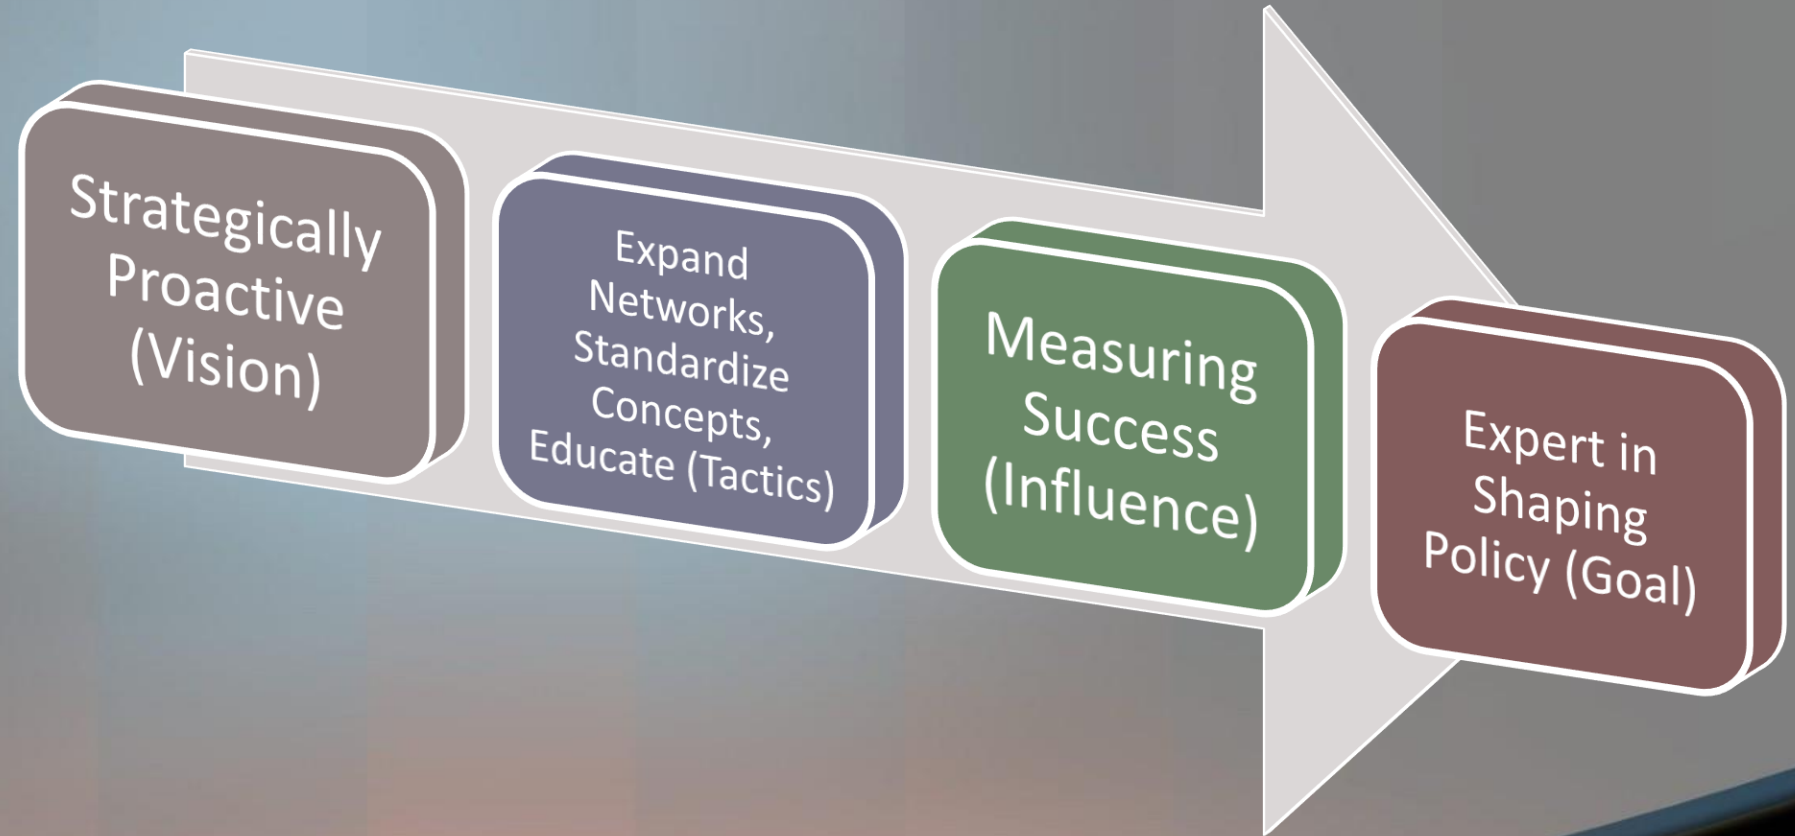 Strategically
Proactive
(Vision)
Expand
Networks,
Standardize
Concepts,
Educate (Tactics)
Measuring
Success
(Influence)
Expert in
Shaping
Policy (Goal)